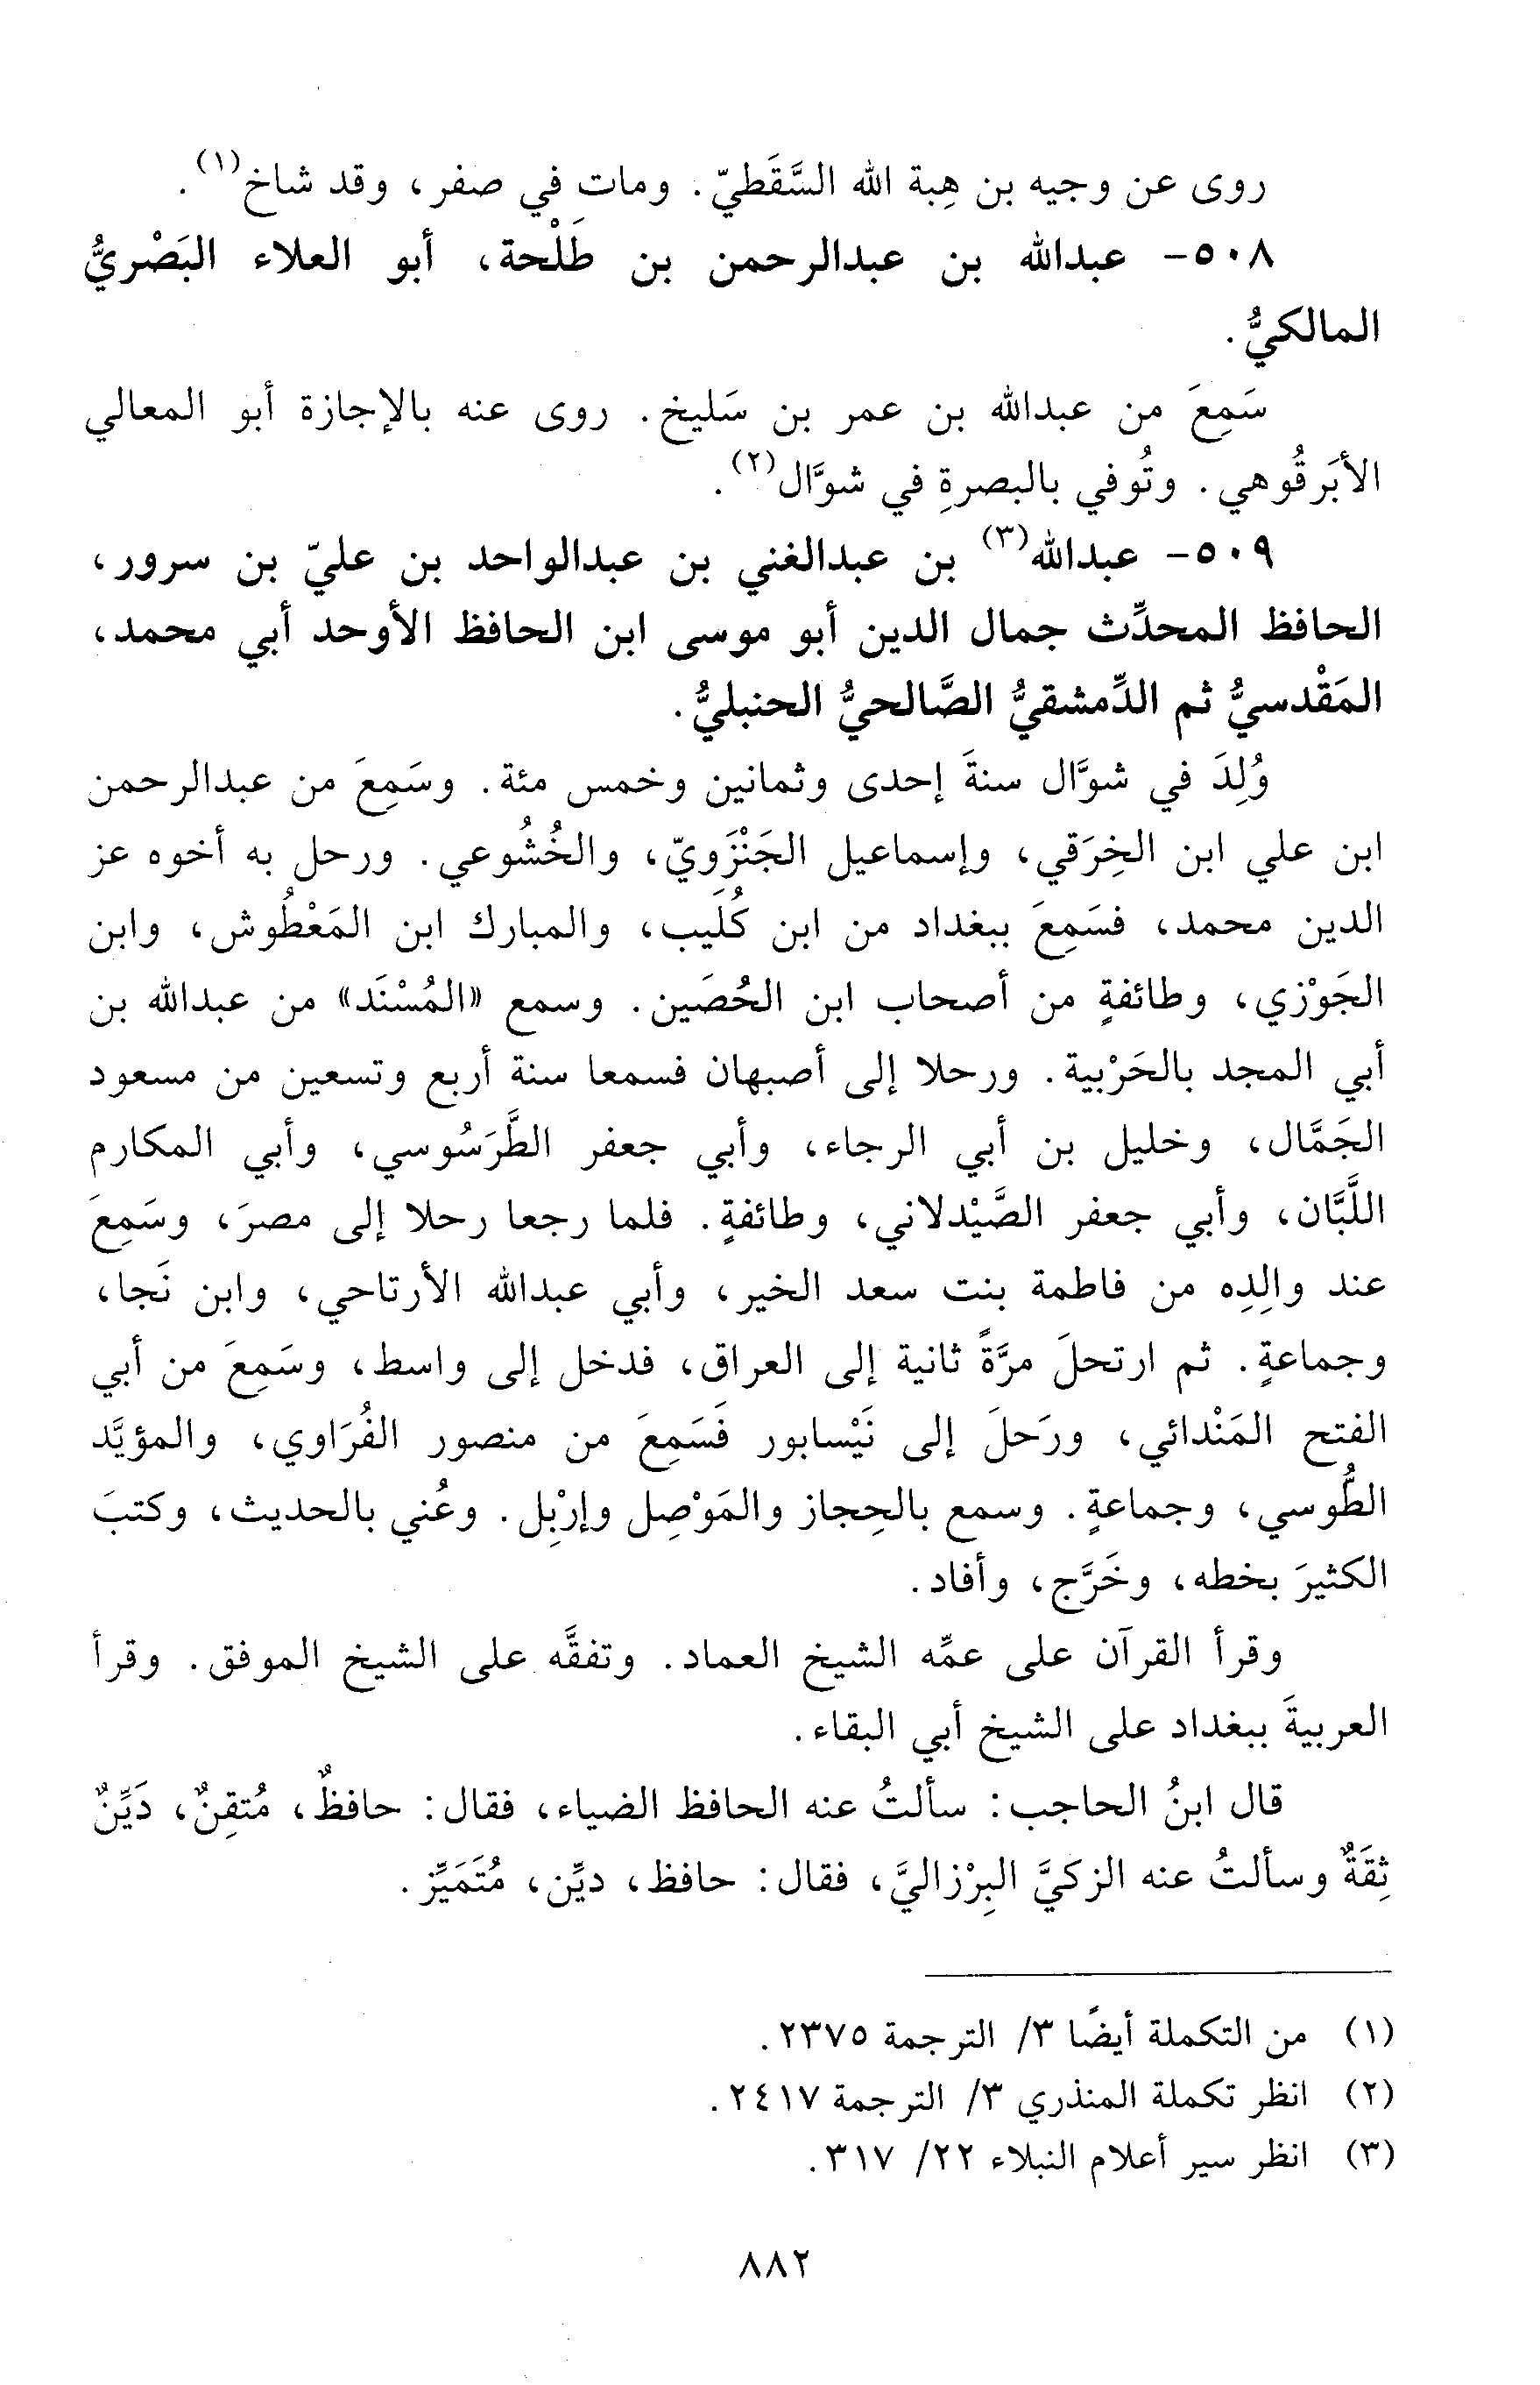 روى عن وجيه بن هِبة الله السَّقَطيّ. ومات في صفر، وقد شاخ(١).
٥٠٨- عبدالله بن عبدالرحمن بن طَلْحة، أبو العلاء البَصْريُّ
المالكيُّ.
سَمِعَ من عبدالله بن عمر بن سَليخ. روى عنه بالإجازة أبو المعالي
الأبَرقُوهي. وتُوفي بالبصرةِ في شوَّال(٢).
٥٠٩- عبدالله(٣) بن عبدالغني بن عبدالواحد بن عليّ بن سرور،
الحافظ المحدِّث جمال الدين أبو موسى ابن الحافظ الأوحد أبي محمد،
المَقْدسيُّ ثم الدِّمشقيُّ الصَّالحيُّ الحنبليُّ.
وُلِدَ في شوَّال سنةَ إحدى وثمانين وخمس مئة. وسَمِعَ من عبدالرحمن
ابن علي ابن الخِرَقي، وإسماعيل الجَنْزَويّ، والخُشُوعي. ورحل به أخوه عز
الدين محمد، فسَمِعَ ببغداد من ابن كُلَيب، والمبارك ابن المَعْطُوش، وابن
الجَوْزي، وطائفةٍ من أصحاب ابن الحُصَين. وسمع «المُسْنَد» من عبدالله بن
أبي المجد بالحَرْبية. ورحلا إلى أصبهان فسمعا سنة أربع وتسعين من مسعود
الجَمَّال، وخليل بن أبي الرجاء، وأبي جعفر الطَّرَسُوسي، وأبي المكارم
اللَّبَّان، وأبي جعفر الصَّيْدلاني، وطائفةٍ. فلما رجعا رحلا إلى مصرَ، وسَمِعَ
عند والِدِه من فاطمة بنت سعد الخير، وأبي عبدالله الأرتاحي، وابن نَجا،
وجماعةٍ. ثم ارتحلَ مرَّةً ثانية إلى العراق، فدخل إلى واسط، وسَمِعَ من أبي
الفتح المَنْدائي، ورَحلَ إلى نَيْسابور فَسَمِعَ من منصور الفُرَاوي، والمؤيَّد
الطُّوسي، وجماعةٍ. وسمع بالحِجاز والمَوْصِل وإرْبِل. وعُني بالحديث، وكتبَ
الكثيرَ بخطه، وخَرَّج، وأفاد.
وقرأ القرآن على عمِّه الشيخ العماد. وتفقَّه على الشيخ الموفق. وقرأ
العربيةَ ببغداد على الشيخ أبي البقاء.
قال ابنُ الحاجب: سألتُ عنه الحافظ الضياء، فقال: حافظٌ، مُتقِنٌ، دَيِّنٌ
ثِقَةٌ وسألتُ عنه الزكيَّ البِرْزاليَّ، فقال: حافظ، ديِّن، مُتَمَيِّز.
(١) من التكملة أيضًا ٣/ الترجمة ٢٣٧٥.
(٢) انظر تكملة المنذري ٣/ الترجمة ٢٤١٧.
(٣) انظر سير أعلام النبلاء ٢٢/ ٣١٧.
٨٨٢